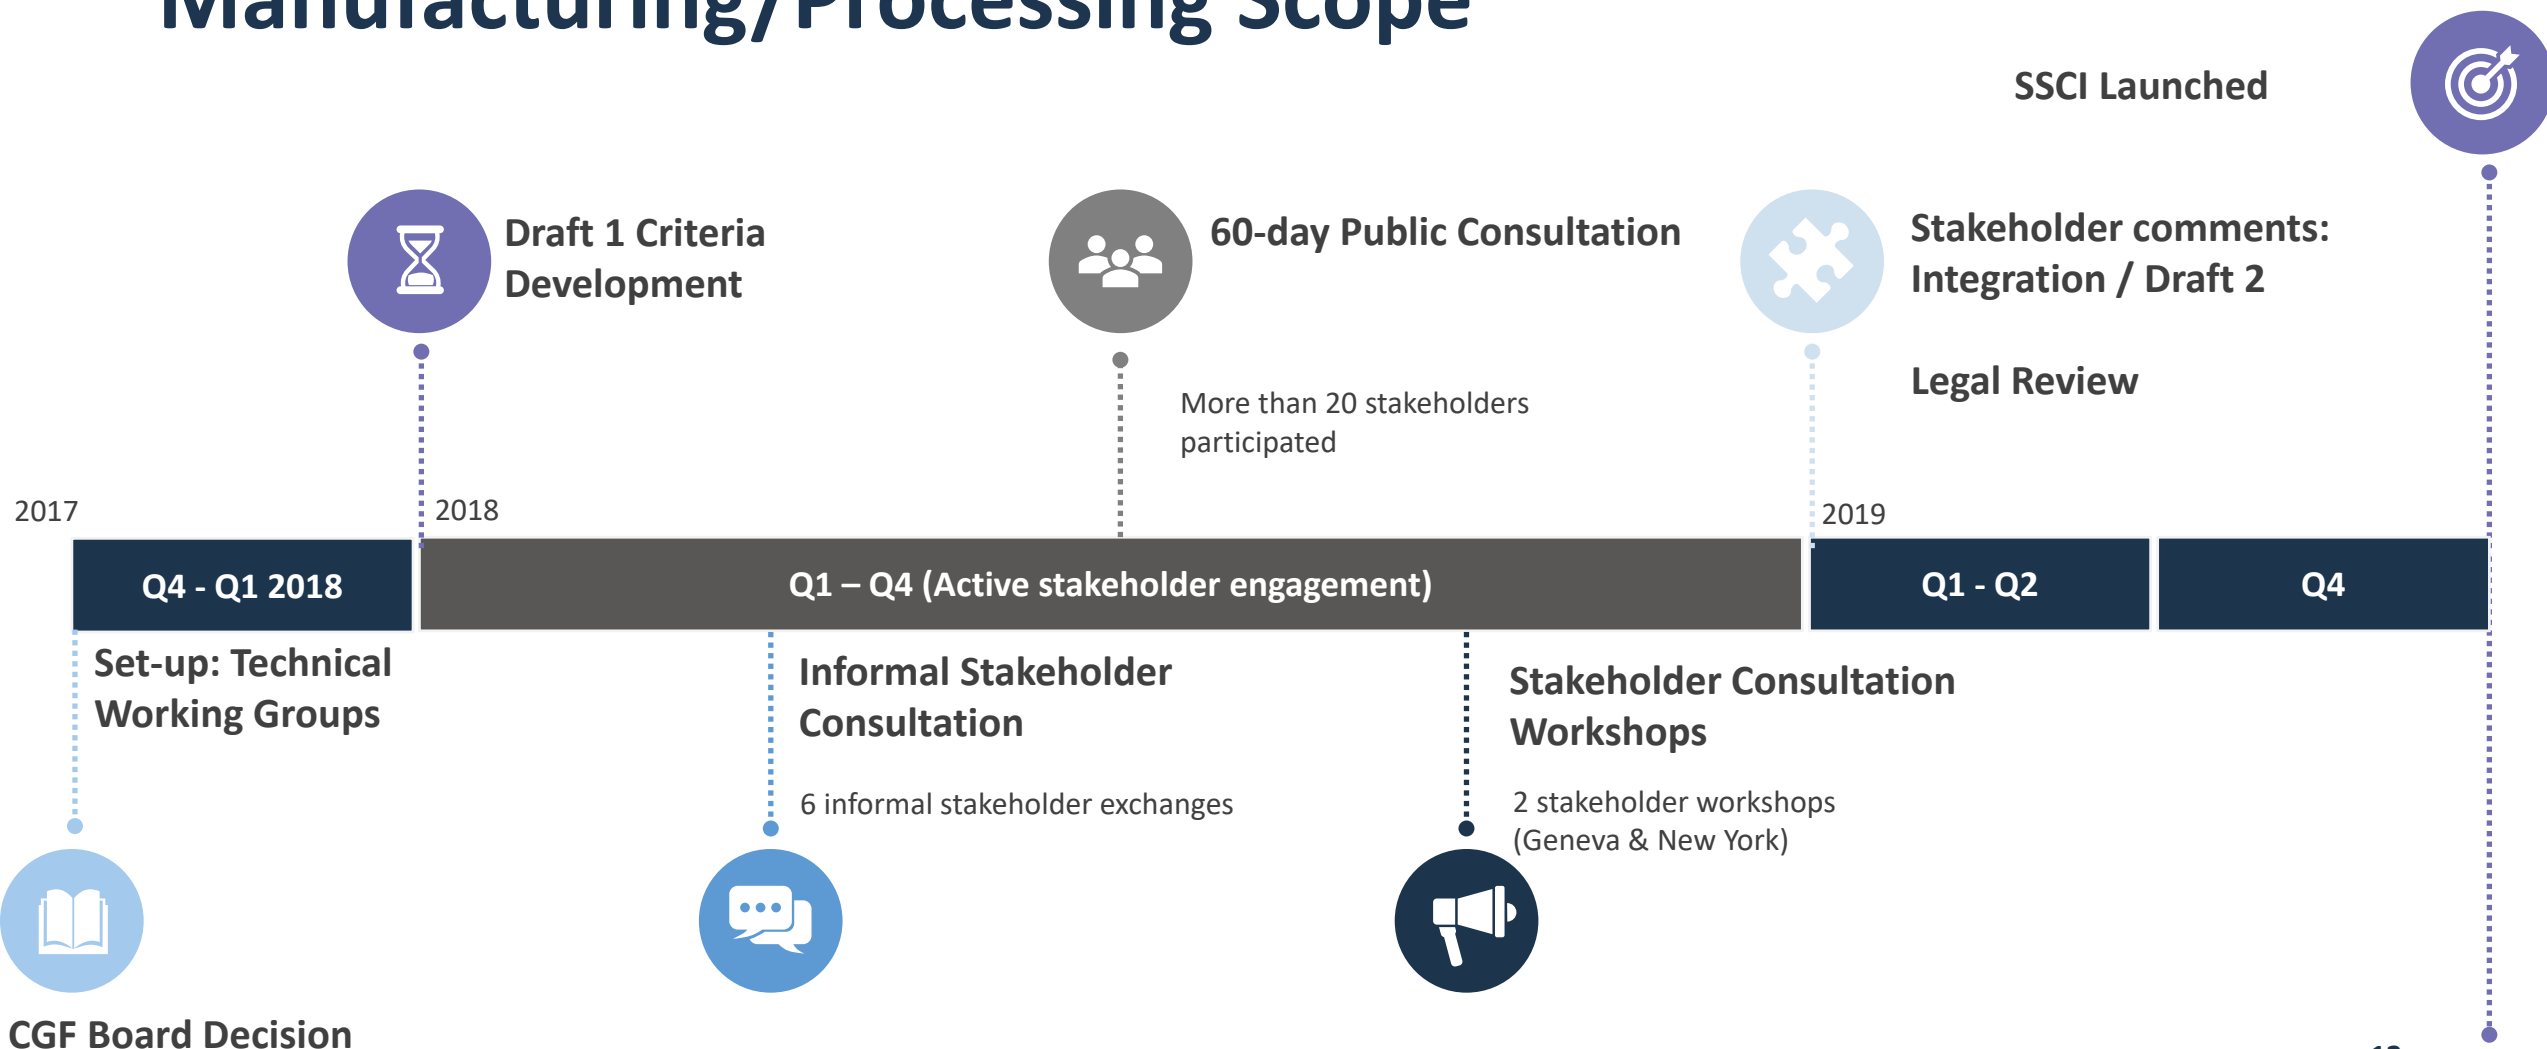 Manufacturing/Processing Scope
SSCI Launched
Draft 1 Criteria
Development
60-day Public Consultation
More than 20 stakeholders
participated
Stakeholder comments:
Integration / Draft 2
Legal Review
2017
2018
2019
Q4 - Q1 2018
Q1 – Q4 (Active stakeholder engagement)
Q1 - Q2
Q4
Set-up: Technical
Working Groups
Informal Stakeholder
Consultation
6 informal stakeholder exchanges
Stakeholder Consultation
Workshops
2 stakeholder workshops
(Geneva & New York)
CGF Board Decision